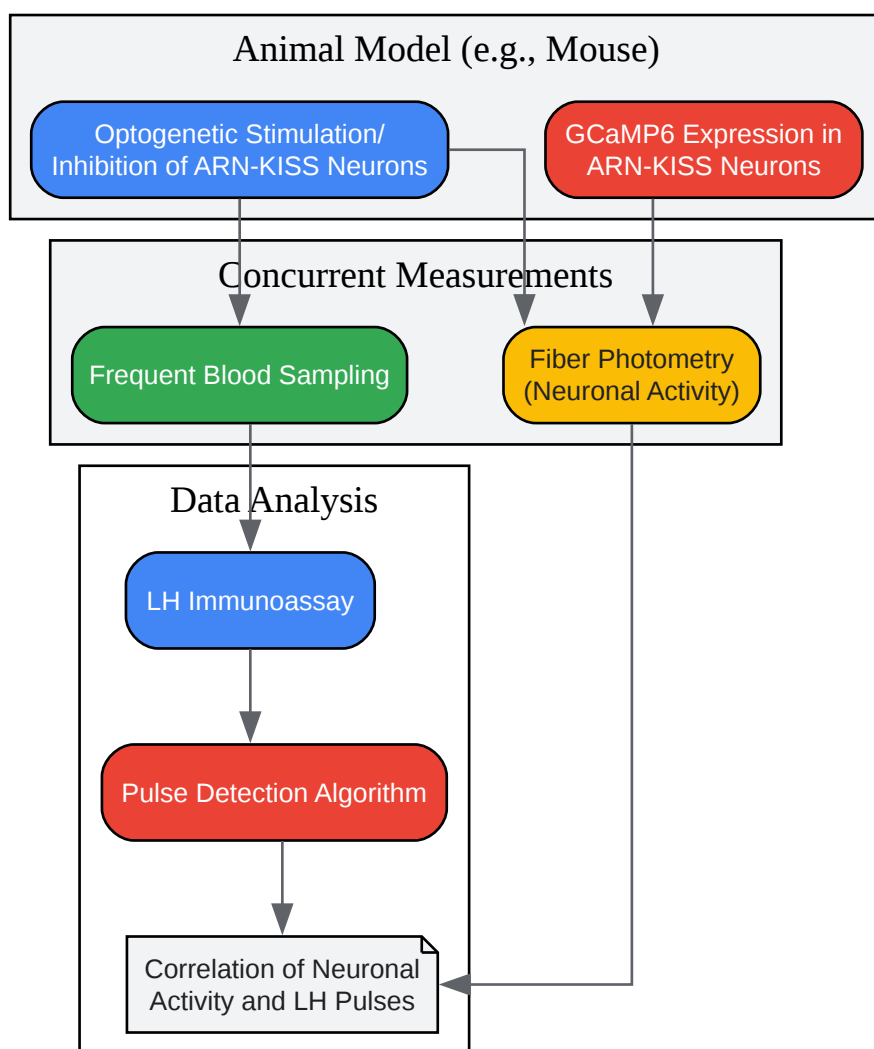 Animal Model (e.g., Mouse)
Optogenetic Stimulation/
Inhibition of ARN-KISS Neurons
GCaMP6 Expression in
ARN-KISS Neurons
Concurrent Measurements
Frequent Blood Sampling
Fiber Photometry
(Neuronal Activity)
Data Analysis
LH Immunoassay
Pulse Detection Algorithm
Correlation of Neuronal
Activity and LH Pulses